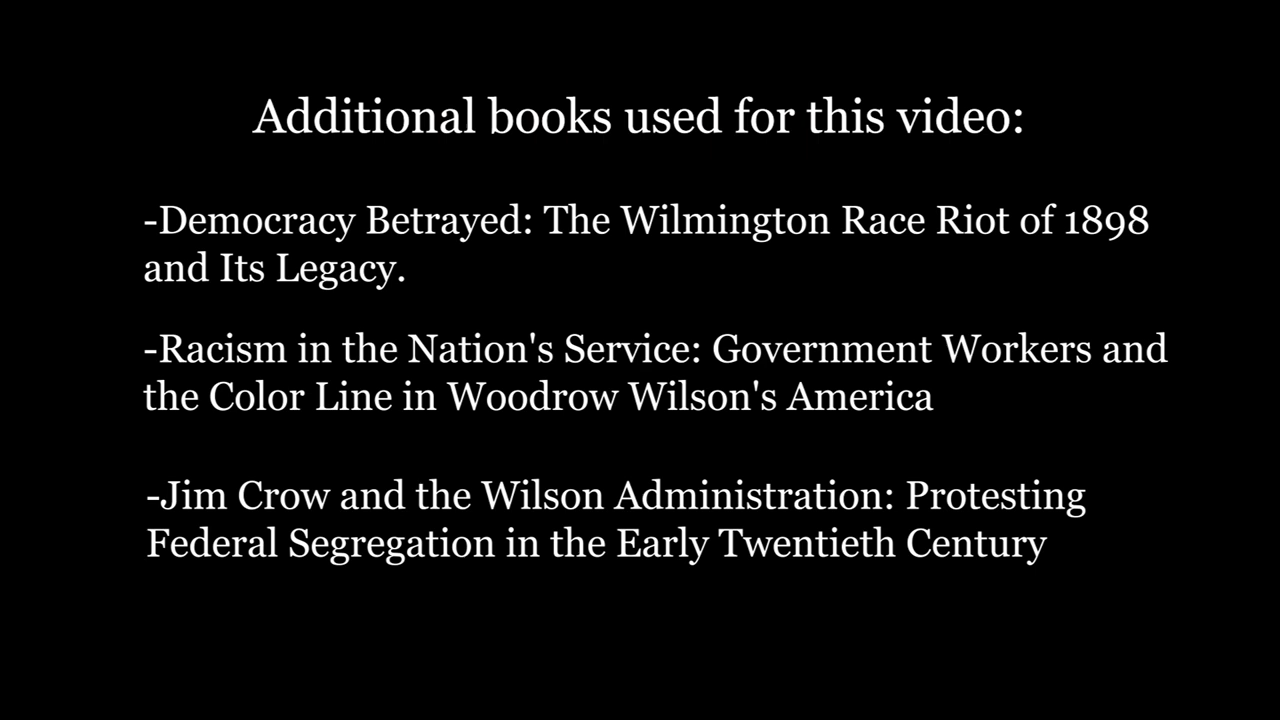 Additional books used for this video:
-Democracy Betrayed: The Wilmington Race Riot of 1898
and Its Legacy.
-Racism in the Nation's Service: Government Workers and
the Color Line in Woodrow Wilson's America
-Jim Crow and the Wilson Administration: Protesting
Federal Segregation in the Early Twentieth Century